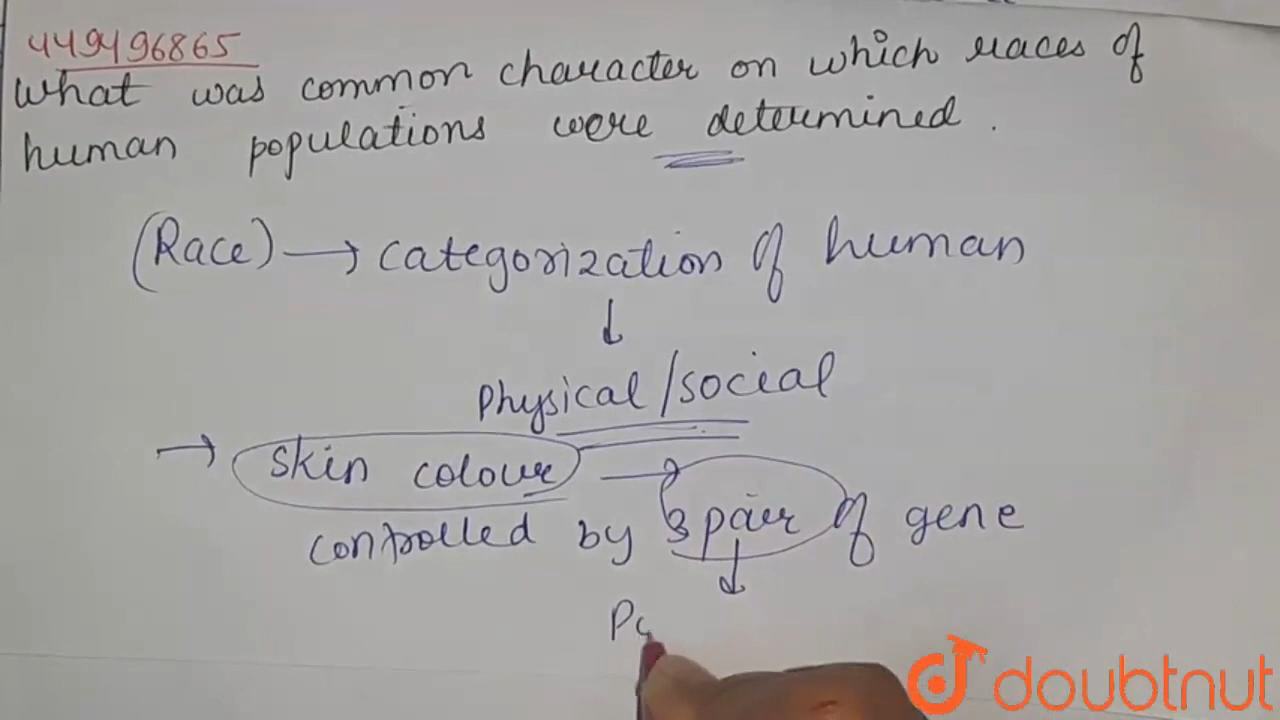 449496865
What was common character on which races of
human populations were determined.
(Race) → categorization of human
↓
Physical/social
→ skin colour →
controlled by 3 pair of gene
↓
Po
doubtnut